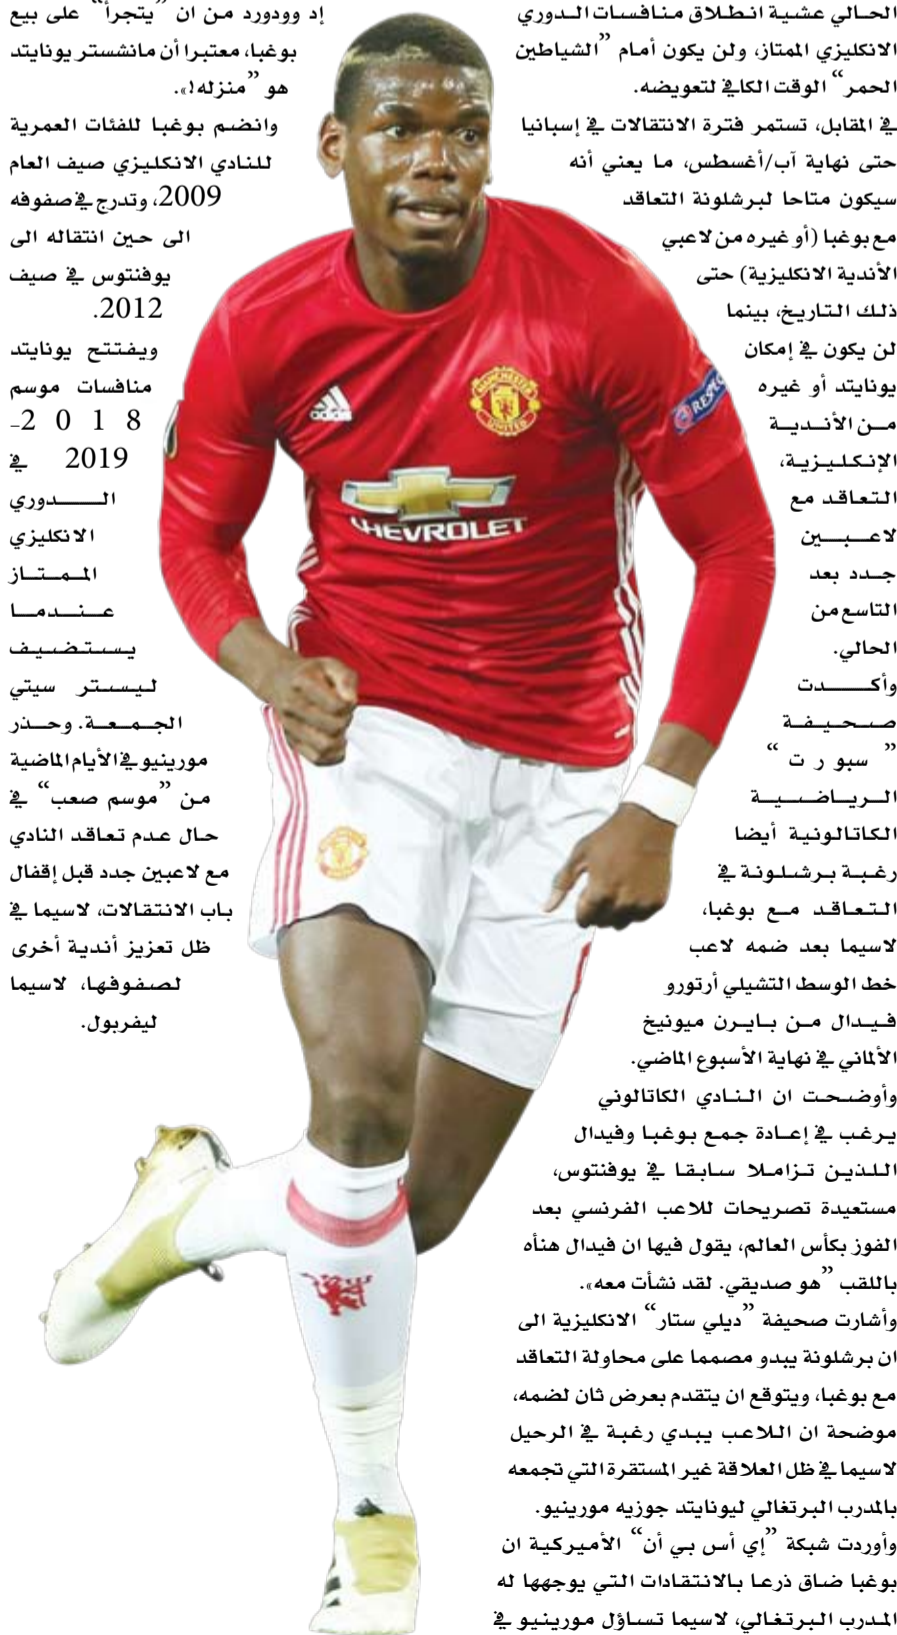 الحالي عشية انطلاق منافسات الدوري
الانكليزي الممتاز، ولن يكون أمام ”الشياطين
الحمر“ الوقت الكافي لتعويضه.
في المقابل، تستمر فترة الانتقالات في إسبانيا
حتى نهاية آب/أغسطس، ما يعني أنه
سيكون متاحا لبرشلونة التعاقد
مع بوغبا (أو غيره من لاعبي
الأندية الانكليزية) حتى
ذلك التاريخ، بينما
لن يكون في إمكان
يونايتد أو غيره
من الأندية
الإنكليزية،
التعاقد مع
لاعبين
جدد بعد
التاسع من
الحالي.
وأكدت
صحيفة
” سبو ر ت “
الرياضية
الكاتالونية أيضا
رغبة برشلونة في
التعاقد مع بوغبا،
لاسيما بعد ضمه لاعب
خط الوسط التشيلي أرتورو
فيدال من بايرن ميونيخ
الألماني في نهاية الأسبوع الماضي.
وأوضحت ان النادي الكاتالوني
يرغب في إعادة جمع بوغبا وفيدال
اللذين تزاملا سابقا في يوفنتوس،
مستعيدة تصريحات للاعب الفرنسي بعد
الفوز بكأس العالم، يقول فيها ان فيدال هنأه
باللقب ”هو صديقي. لقد نشأت معه».
وأشارت صحيفة ”ديلي ستار“ الانكليزية الى
ان برشلونة يبدو مصمما على محاولة التعاقد
مع بوغبا، ويتوقع ان يتقدم بعرض ثان لضمه،
موضحة ان اللاعب يبدي رغبة في الرحيل
لاسيما في ظل العلاقة غير المستقرة التي تجمعه
بالمدرب البرتغالي ليونايتد جوزيه مورينيو.
وأوردت شبكة ”إي أس بي أن“ الأميركية ان
بوغبا ضاق ذرعا بالانتقادات التي يوجهها له
المدرب البرتغالي، لاسيما تساؤل مورينيو في
إد وودورد من ان ”يتجرأ“ على بيع
بوغبا، معتبرا أن مانشستر يونايتد
هو ”منزله!».
وانضم بوغبا للفئات العمرية
للنادي الانكليزي صيف العام
2009، وتدرج في صفوفه
الى حين انتقاله الى
يوفنتوس في صيف
2012.
ويفتتح يونايتد
منافسات موسم
2018-
2019 في
الدوري
الانكليزي
الممتاز
عندما
يستضيف
ليستر سيتي
الجمعة. وحذر
مورينيو في الأيام الماضية
من ”موسم صعب“ في
حال عدم تعاقد النادي
مع لاعبين جدد قبل إقفال
باب الانتقالات، لاسيما في
ظل تعزيز أندية أخرى
لصفوفها، لاسيما
ليفربول.
adidas
MANCHESTER
UNITED
RESPECT
CHEVROLET